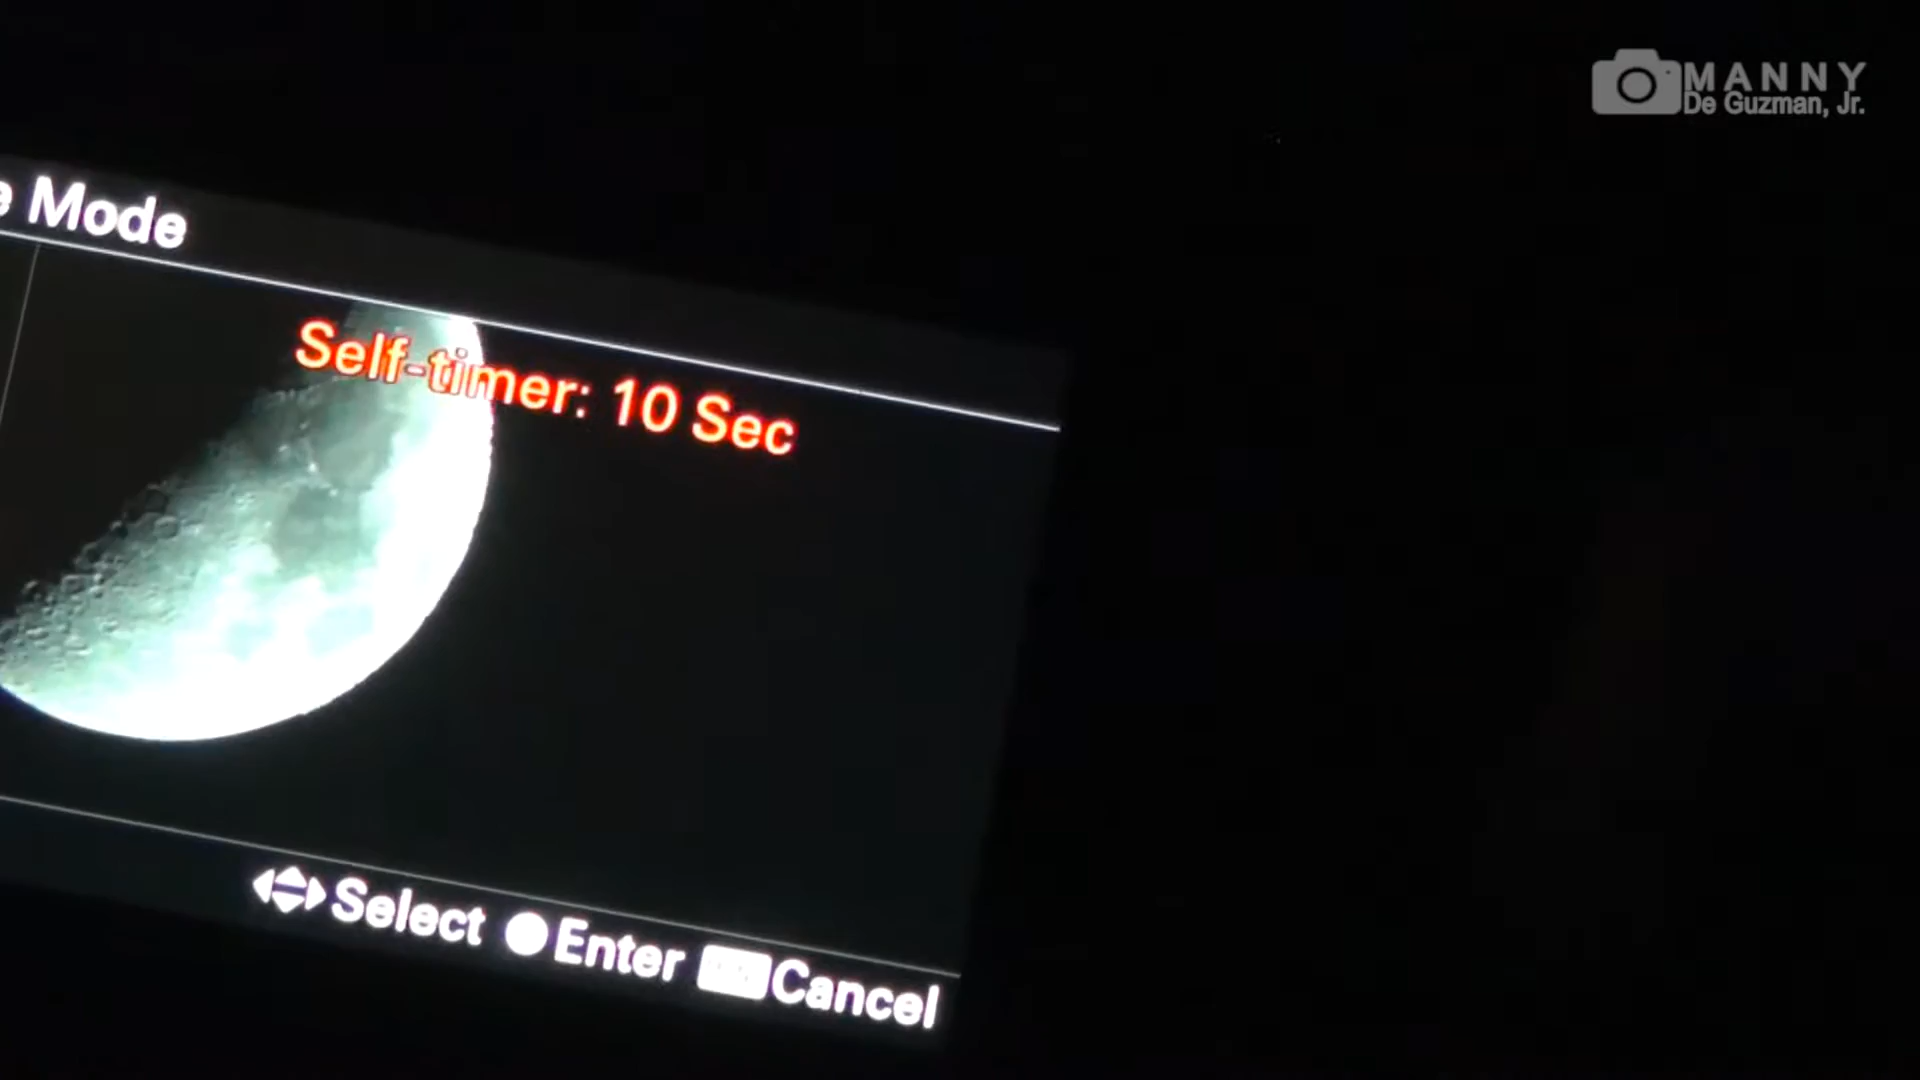 MANNY
De Guzman, Jr.
e Mode
Self-timer: 10 Sec
Select Enter Cancel